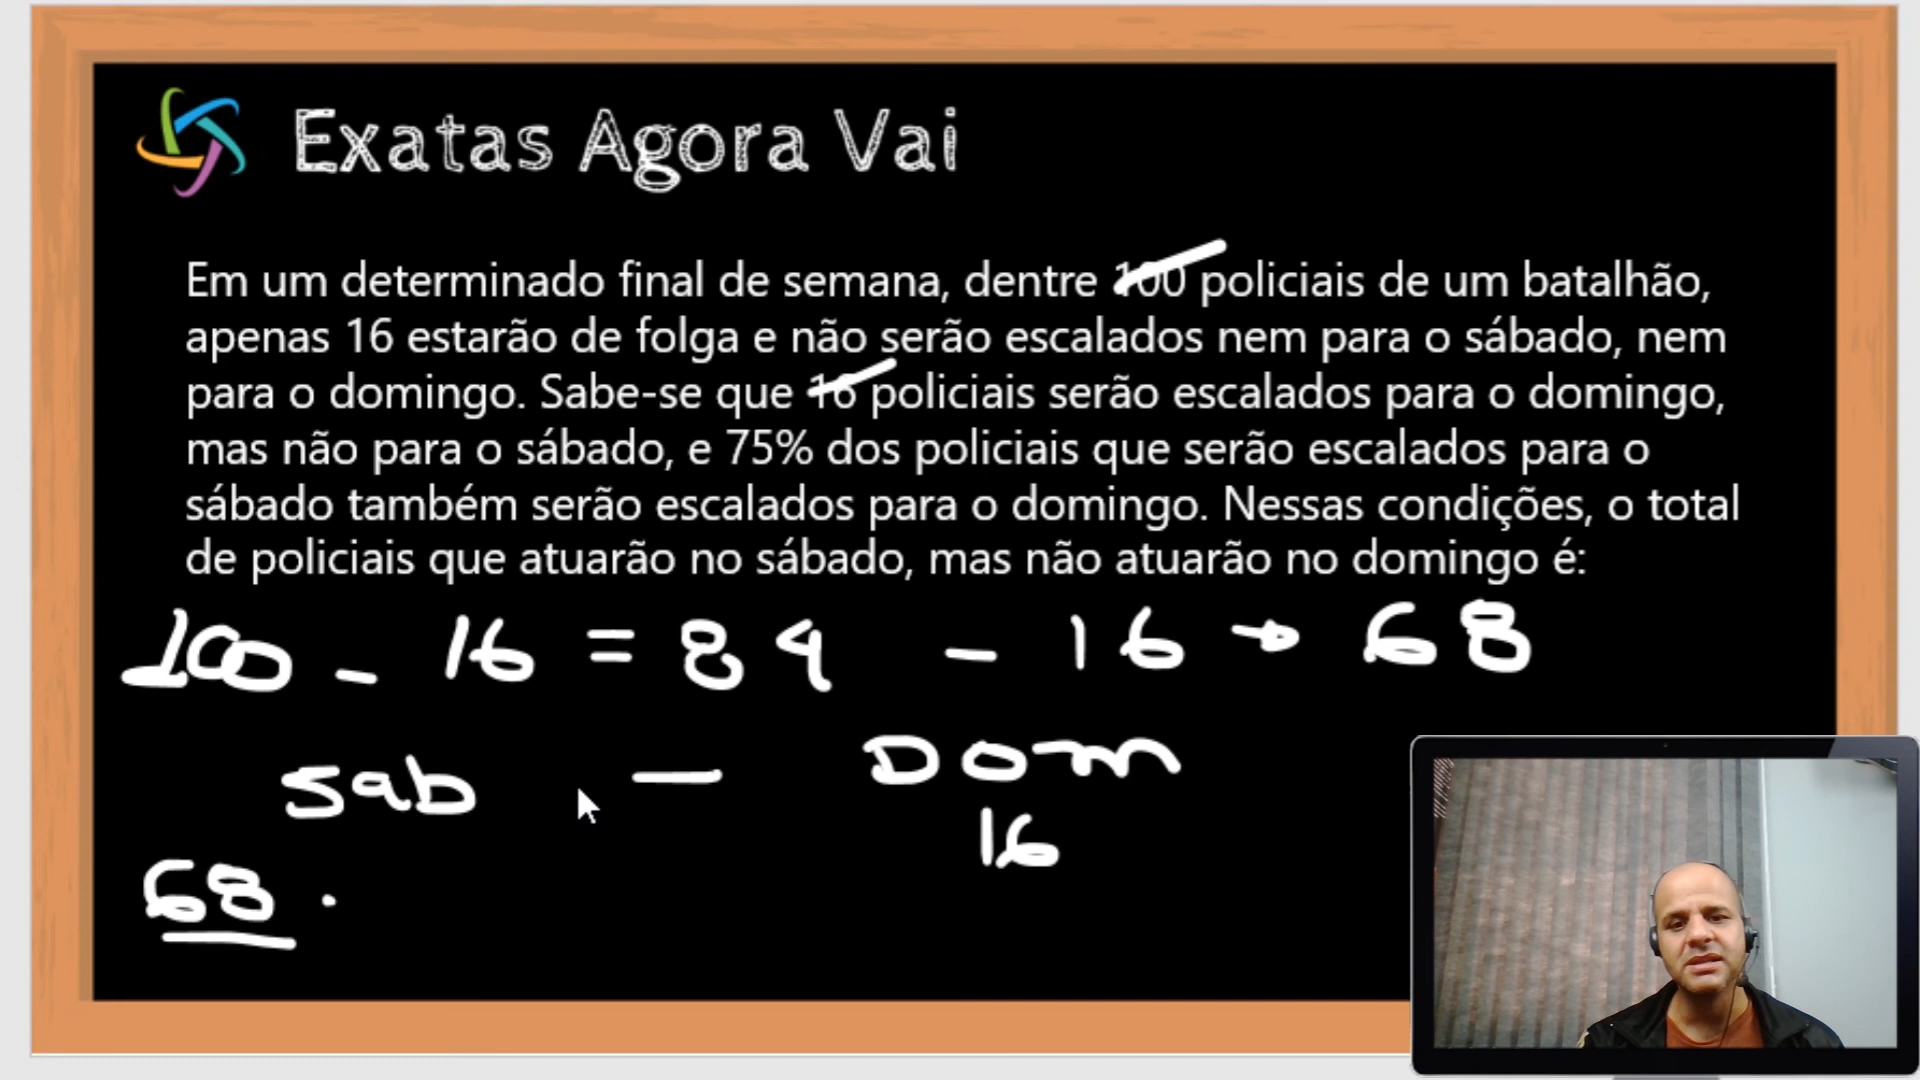 Exatas Agora Vai
Em um determinado final de semana, dentre 100 policiais de um batalhão,
apenas 16 estarão de folga e não serão escalados nem para o sábado, nem
para o domingo. Sabe-se que 16 policiais serão escalados para o domingo,
mas não para o sábado, e 75% dos policiais que serão escalados para o
sábado também serão escalados para o domingo. Nessas condições, o total
de policiais que atuarão no sábado, mas não atuarão no domingo é:
100 - 16 = 84 - 16 → 68
sab — Dom
16
68 .